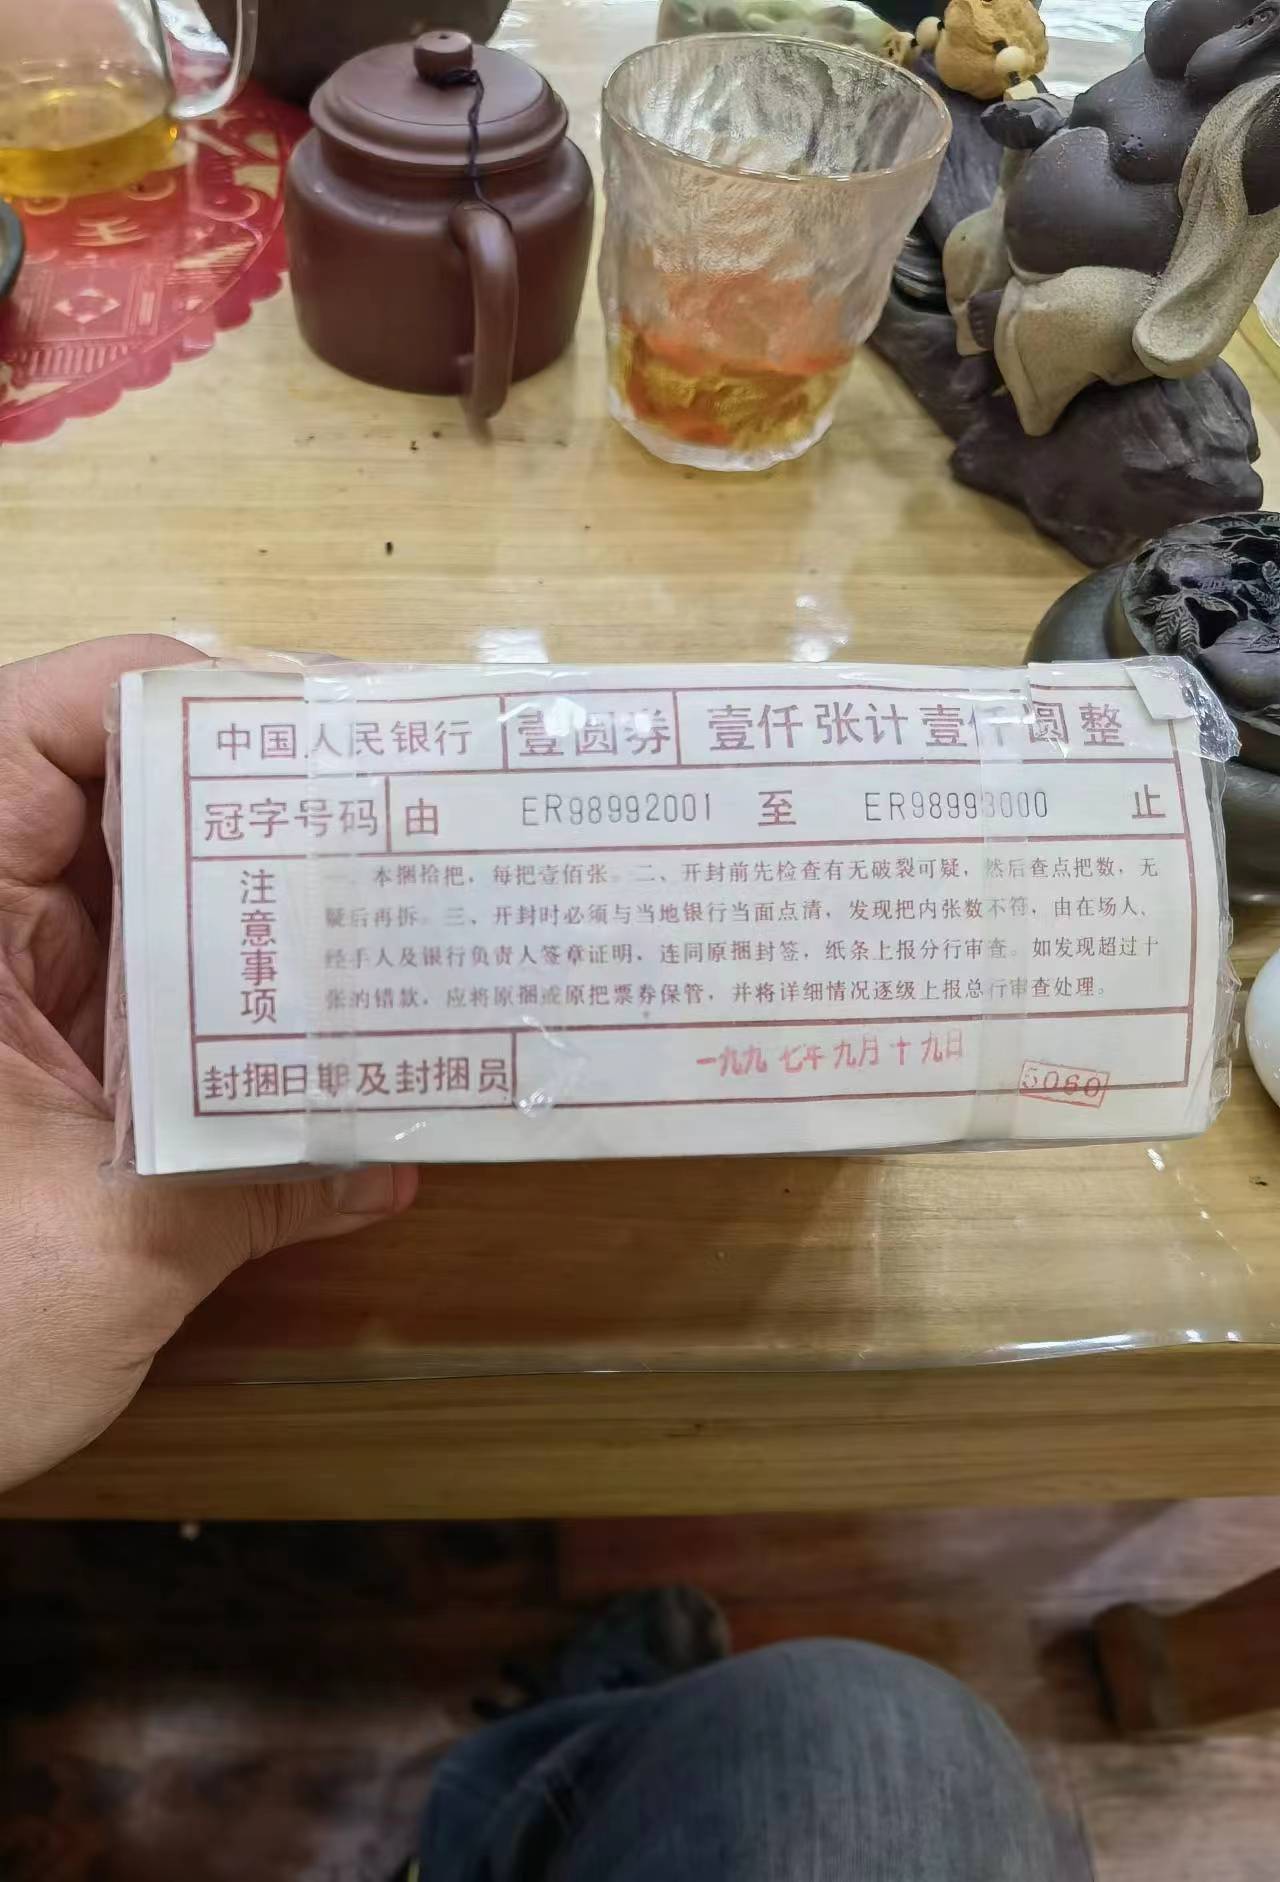 中国人民银行 壹圆券 壹仟张计壹仟圆整
冠字号码 由 ER98992001 至 ER98993000 止
注意事项
本捆拾把，每把壹佰张。二、开封前先检查有无破裂可疑，然后查点把数，无
疑后再拆。三、开封时必须与当地银行当面点清，发现把内张数不符，由在场人、
经手人及银行负责人签章证明，连同原捆封签，纸条上报分行审查。如发现超过十
张的错款，应将原捆或原把票券保管，并将详细情况逐级上报总行审查处理。
封捆日期及封捆员 一九九七年九月十九日
5060